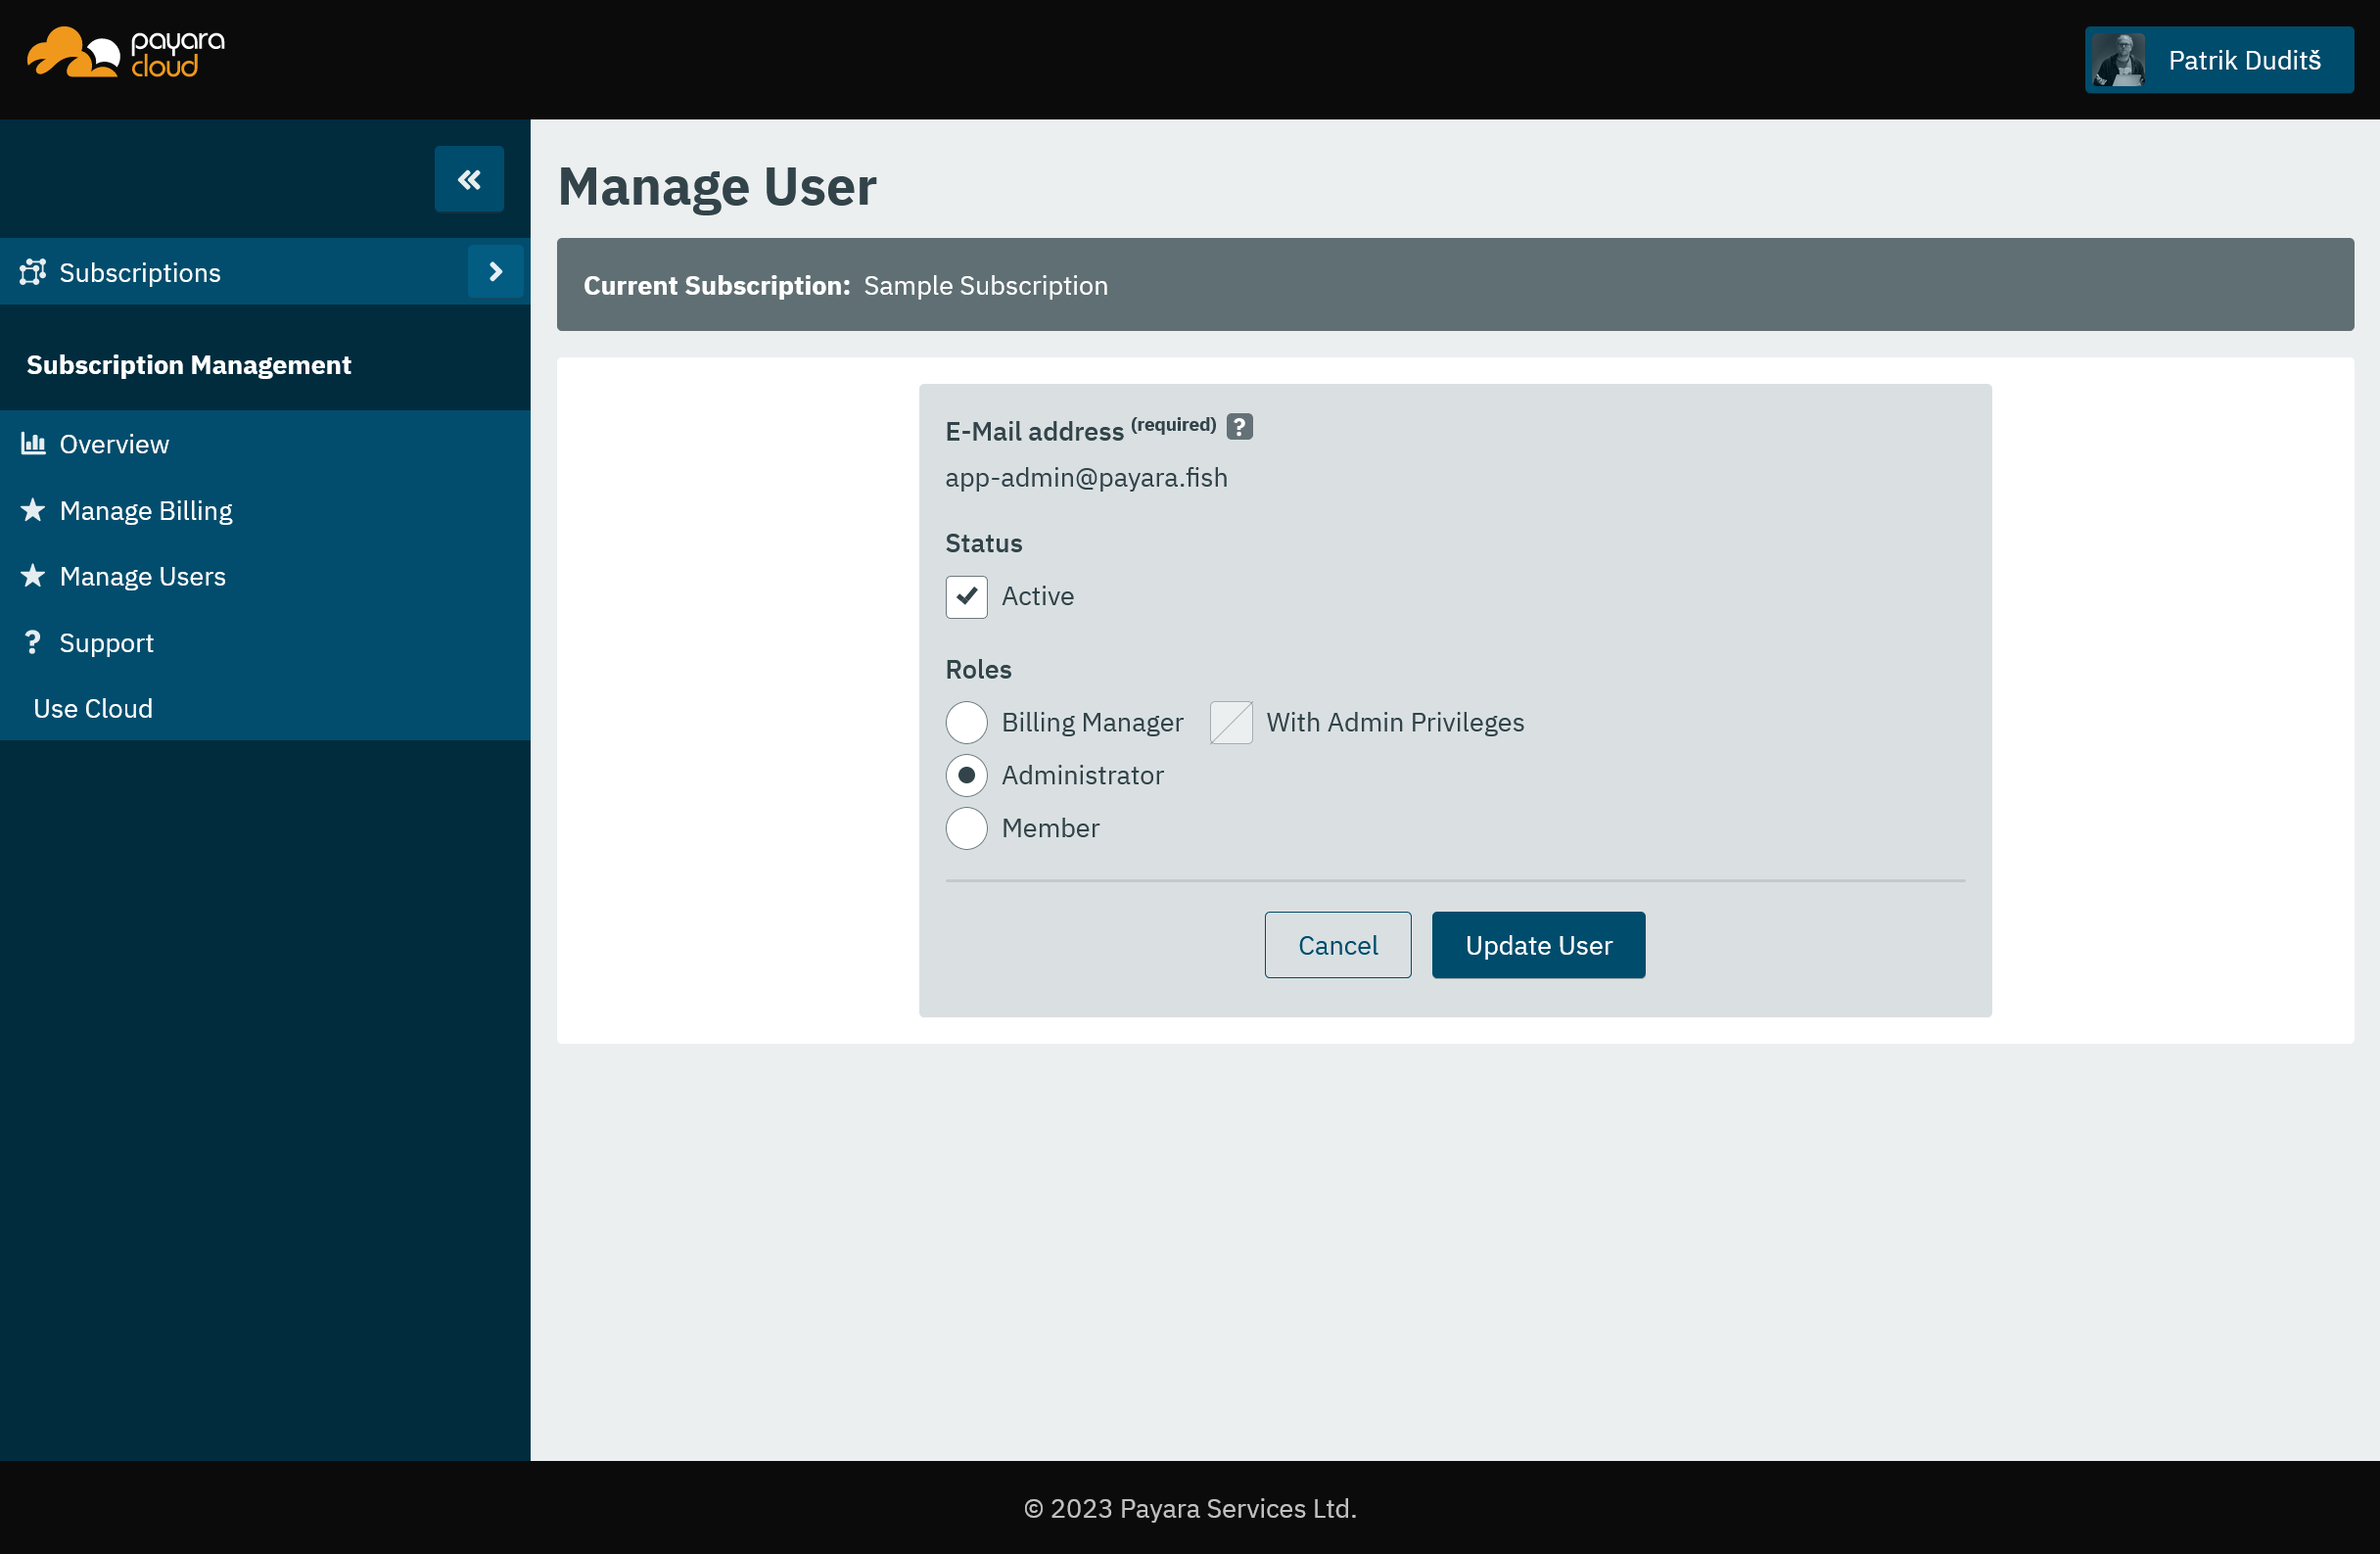 payara
cloud
Patrik Duditš
Subscriptions
Subscription Management
Overview
Manage Billing
Manage Users
Support
Use Cloud
Manage User
Current Subscription: Sample Subscription
E-Mail address (required) ?
app-admin@payara.fish
Status
Active
Roles
Billing Manager With Admin Privileges
Administrator
Member
Cancel Update User
© 2023 Payara Services Ltd.